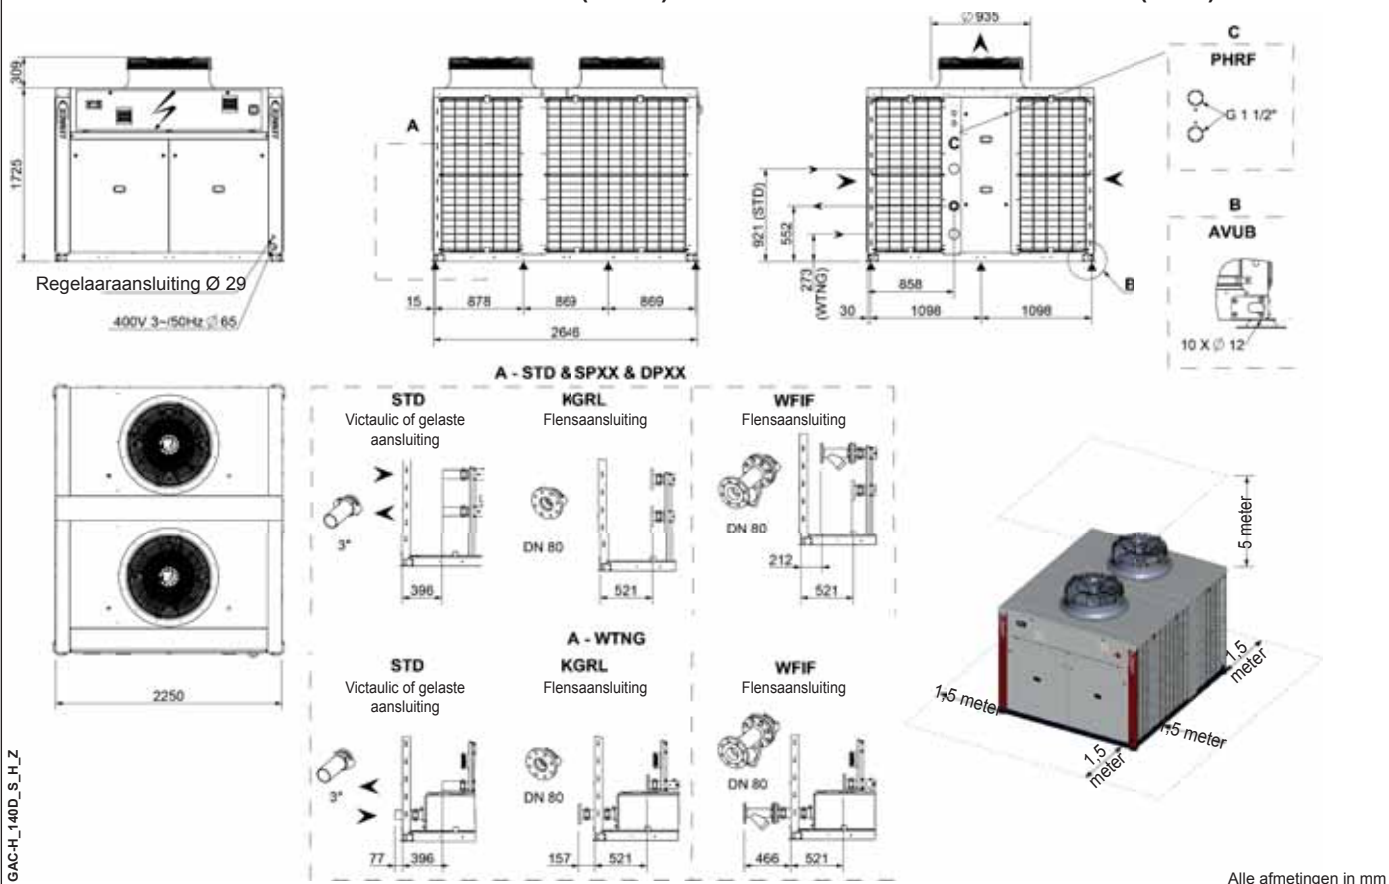 Ø 935
309
1725
LENNOX
LENNOX
Regelaaraansluiting Ø 29
400V 3~/50Hz Ø 65
A
15
878
869
869
2646
C
921 (STD)
552
273 (WTNG)
858
30
1098
1098
B
C
PHRF
G 1 1/2"
B
AVUB
10 X Ø 12
2250
A - STD & SPXX & DPXX
STD
Victaulic of gelaste
aansluiting
3"
396
KGRL
Flensaansluiting
DN 80
521
WFIF
Flensaansluiting
DN 80
212
521
A - WTNG
STD
Victaulic of gelaste
aansluiting
3"
77
396
KGRL
Flensaansluiting
DN 80
157
521
WFIF
Flensaansluiting
DN 80
466
521
5 meter
1,5
meter
1,5 meter
1,5 meter
1,5
meter
GAC-H_140D_S_H_Z
Alle afmetingen in mm